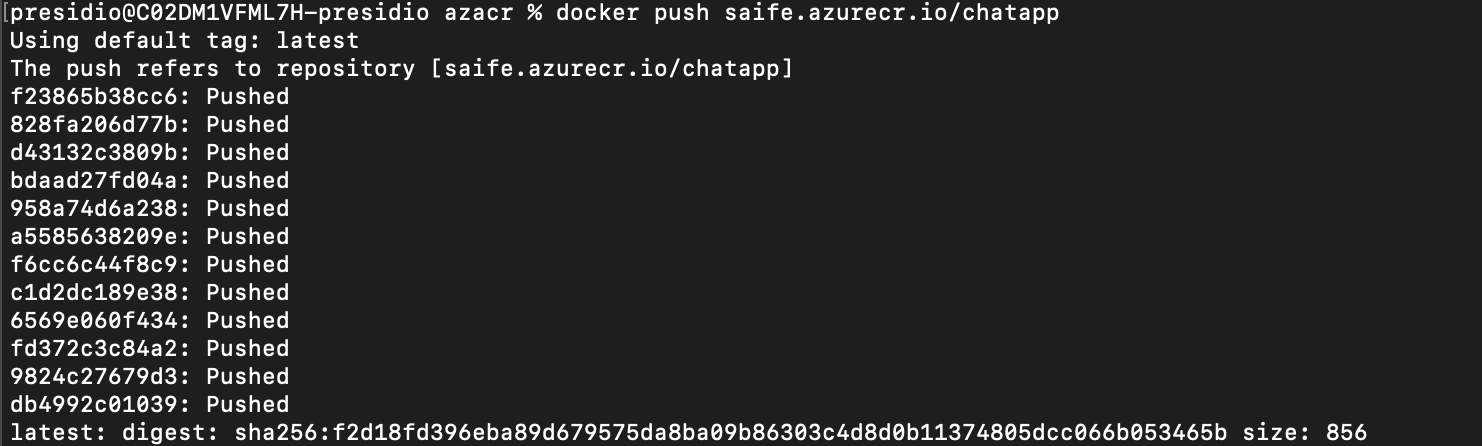 [presidio@C02DM1VFML7H-presidio azacr % docker push saife.azurecr.io/chatapp
Using default tag: latest
The push refers to repository [saife.azurecr.io/chatapp]
f23865b38cc6: Pushed
828fa206d77b: Pushed
d43132c3809b: Pushed
bdaad27fd04a: Pushed
958a74d6a238: Pushed
a5585638209e: Pushed
f6cc6c44f8c9: Pushed
c1d2dc189e38: Pushed
6569e060f434: Pushed
fd372c3c84a2: Pushed
9824c27679d3: Pushed
db4992c01039: Pushed
latest: digest: sha256:f2d18fd396eba89d679575da8ba09b86303c4d8d0b11374805dcc066b053465b size: 856